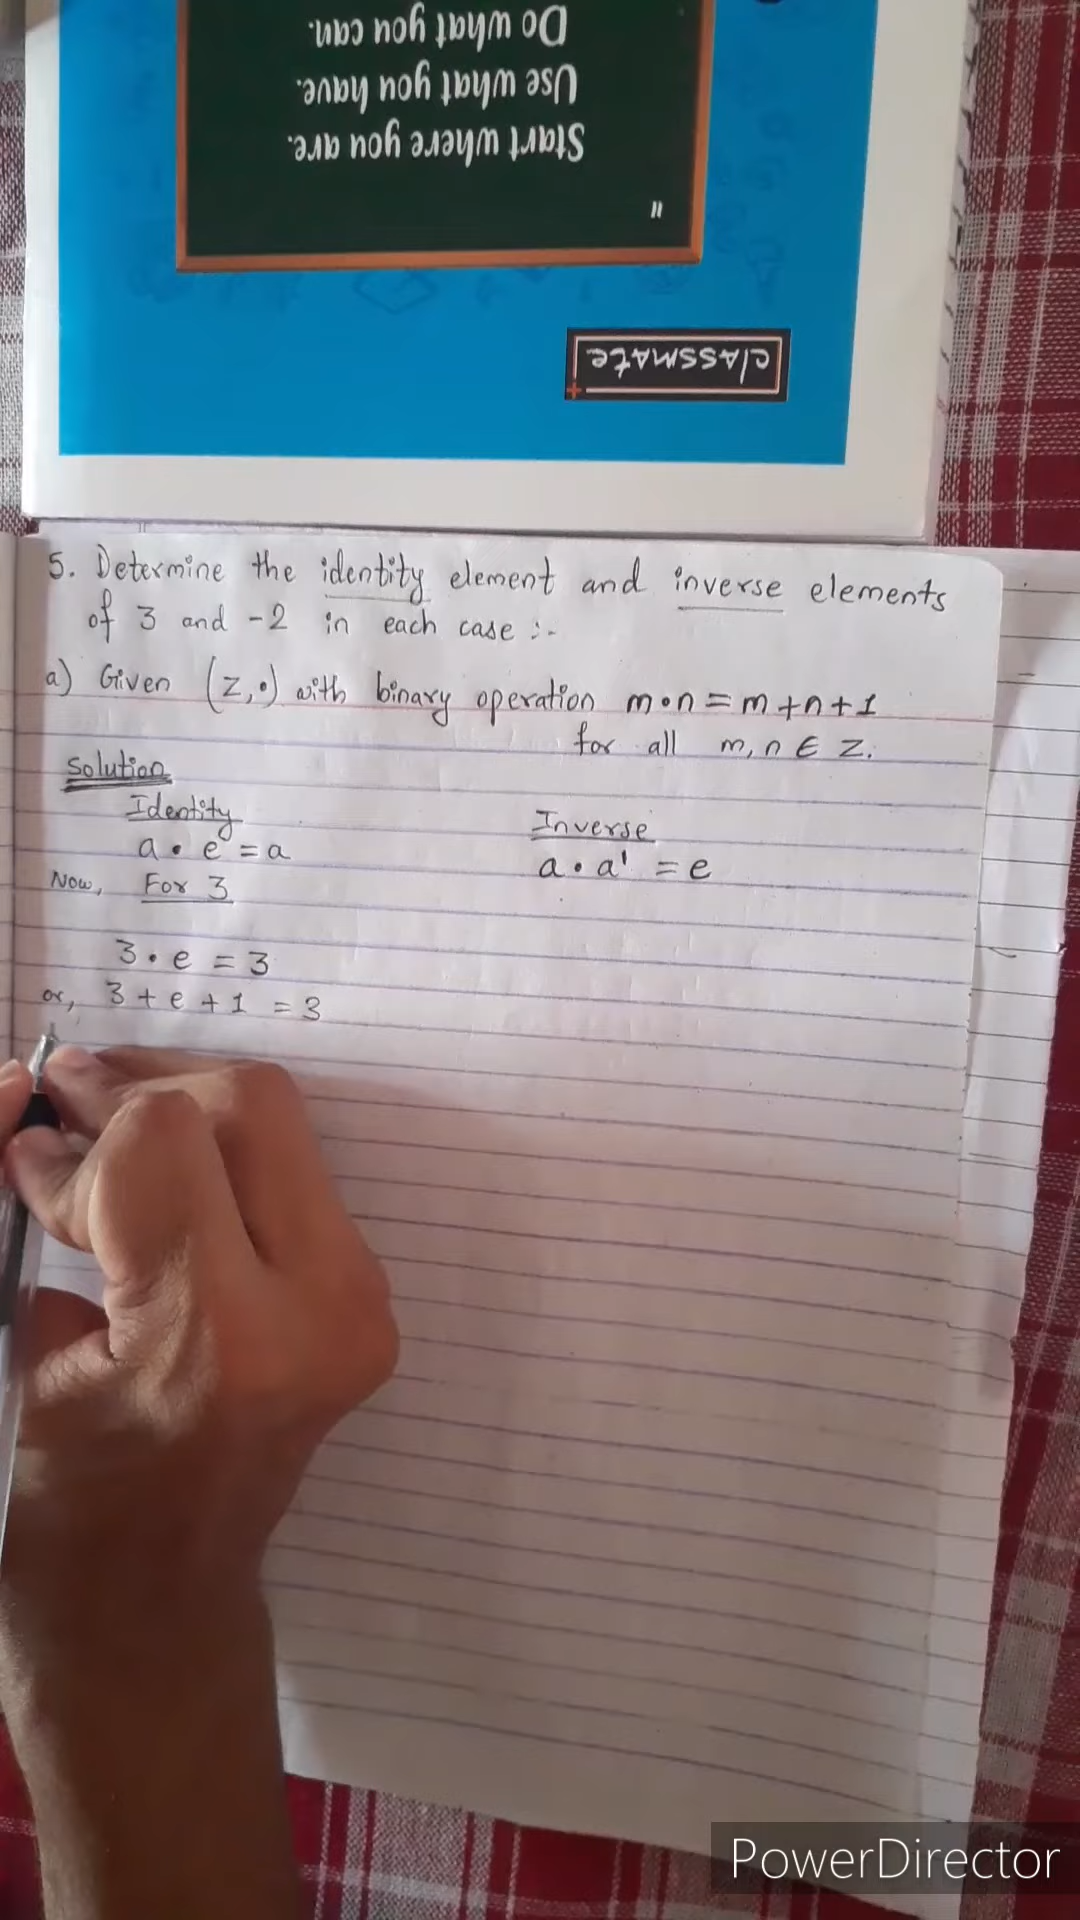 Start where you are.
Use what you have.
Do what you can.
"
classmate
5. Determine the identity element and inverse elements
of 3 and -2 in each case :-
a) Given (Z,•) with binary operation m•n = m+n+1
for all m, n ∈ Z.
Solution
Identity
a • e = a
Inverse
a • a' = e
Now, For 3
3 • e = 3
or, 3 + e + 1 = 3
PowerDirector